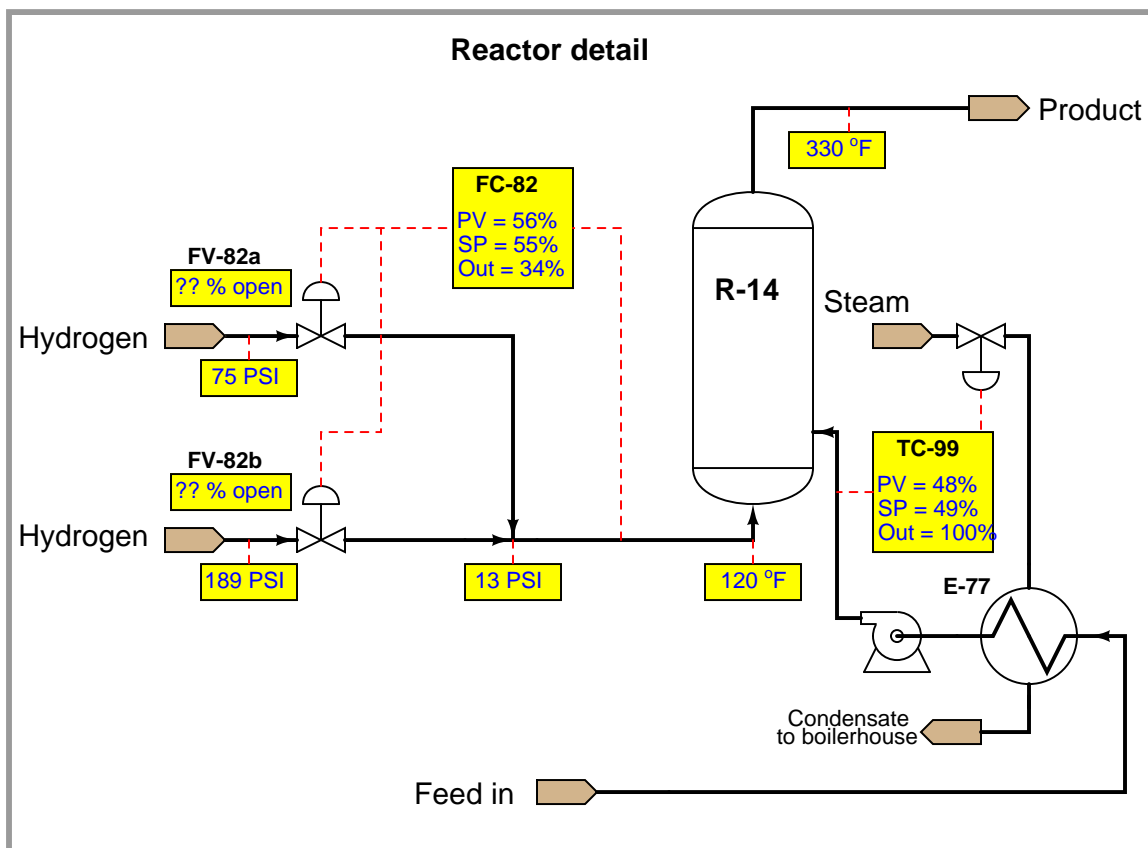 Reactor detail
Product
330 °F
FC-82
PV = 56%
SP = 55%
Out = 34%
FV-82a
?? % open
Hydrogen
75 PSI
R-14
Steam
FV-82b
?? % open
Hydrogen
189 PSI
13 PSI
120 °F
TC-99
PV = 48%
SP = 49%
Out = 100%
E-77
Condensate
to boilerhouse
Feed in